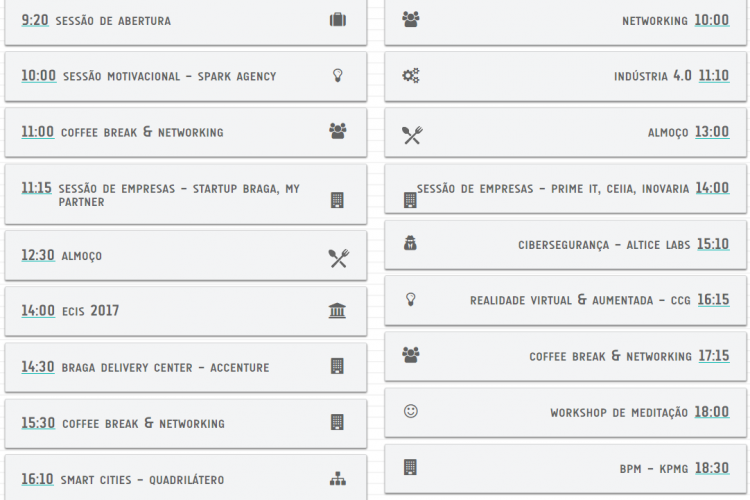 9:20 SESSÃO DE ABERTURA
10:00 SESSÃO MOTIVACIONAL – SPARK AGENCY
11:00 COFFEE BREAK & NETWORKING
11:15 SESSÃO DE EMPRESAS – STARTUP BRAGA, MY
PARTNER
12:30 ALMOÇO
14:00 ECIS 2017
14:30 BRAGA DELIVERY CENTER – ACCENTURE
15:30 COFFEE BREAK & NETWORKING
16:10 SMART CITIES – QUADRILÁTERO
NETWORKING 10:00
INDÚSTRIA 4.0 11:10
ALMOÇO 13:00
SESSÃO DE EMPRESAS – PRIME IT, CEIIA, INOVARIA 14:00
CIBERSEGURANÇA – ALTICE LABS 15:10
REALIDADE VIRTUAL & AUMENTADA – CCG 16:15
COFFEE BREAK & NETWORKING 17:15
WORKSHOP DE MEDITAÇÃO 18:00
BPM – KPMG 18:30